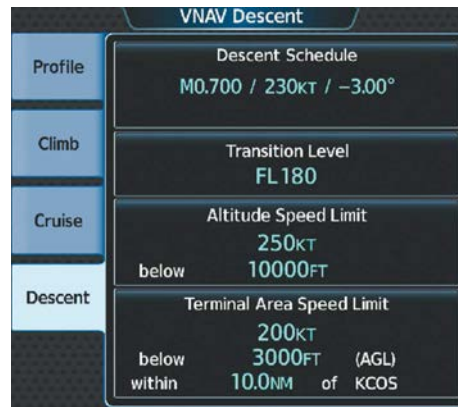 VNAV Descent
Profile
Climb
Cruise
Descent
Descent Schedule
M0.700 / 230KT / -3.00°
Transition Level
FL180
Altitude Speed Limit
250KT
below 10000FT
Terminal Area Speed Limit
200KT
below 3000FT (AGL)
within 10.0NM of KCOS